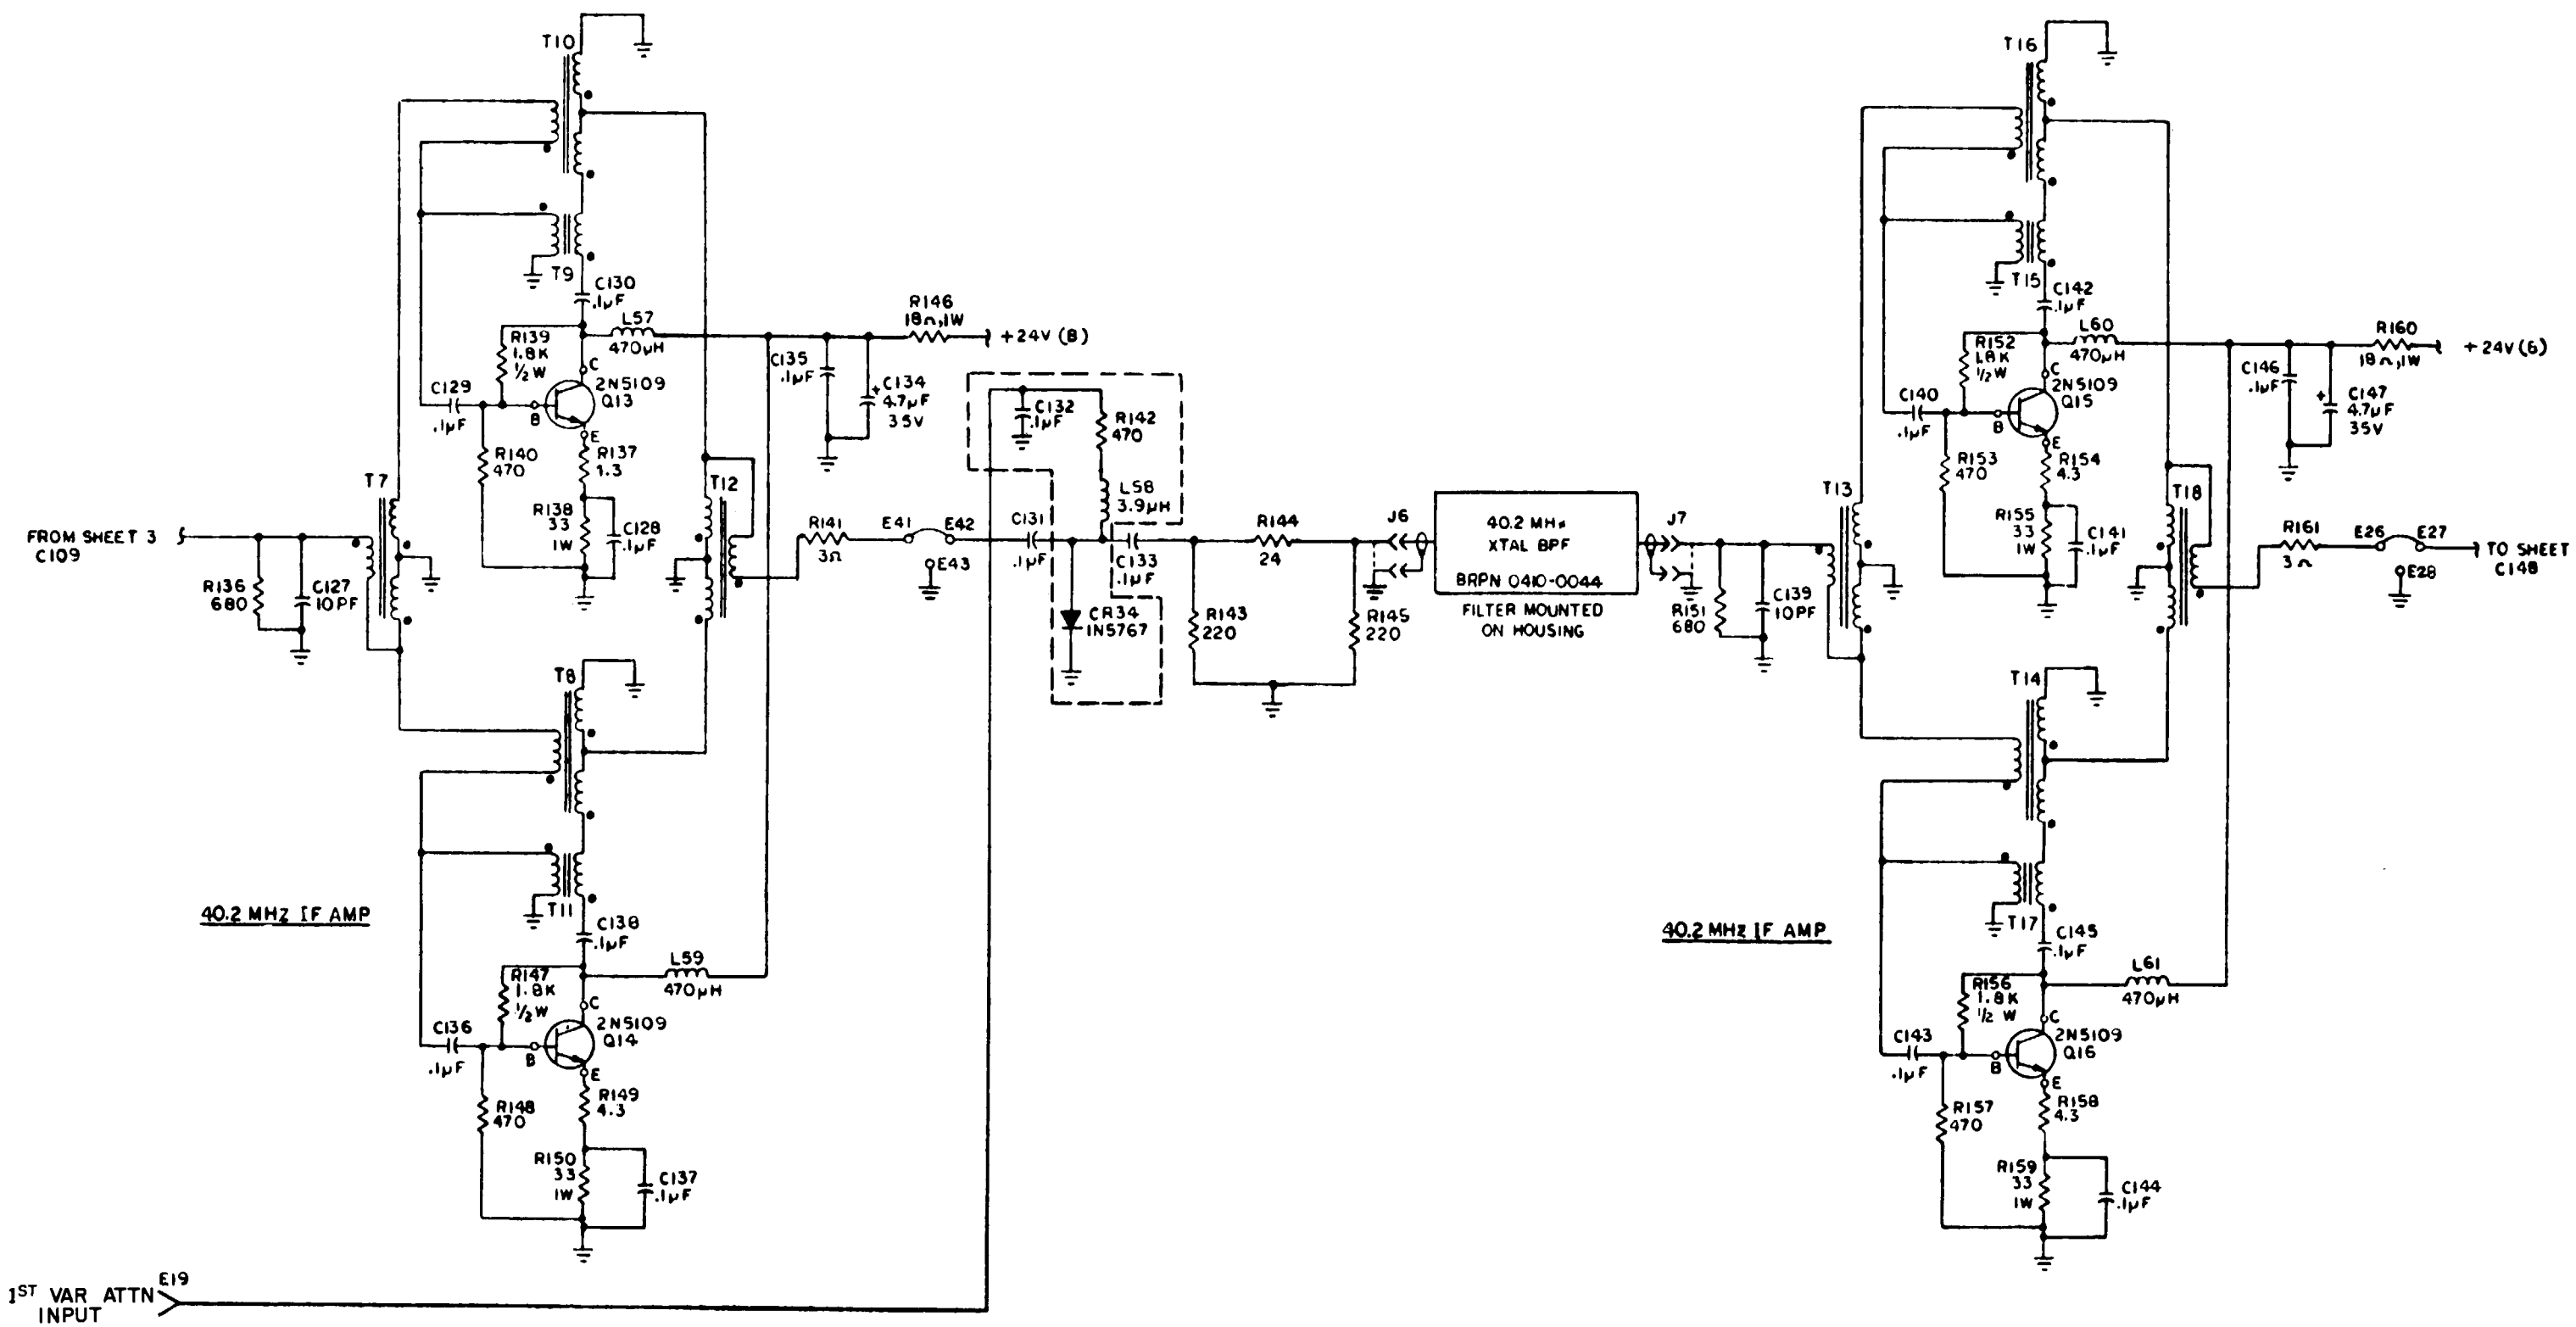 T10
T9
C130
.1µF
R139
1.8K
½W
L57
470µH
R146
18Ω,1W
+24V (B)
C135
.1µF
+
C134
4.7µF
35V
C129
.1µF
C
2N5109
Q13
B
E
R140
470
R137
1.3
R138
33
1W
C128
.1µF
T7
T12
FROM SHEET 3
C109
R136
680
C127
10PF
R141
3Ω
E41
E42
E43
C131
.1µF
C132
.1µF
R142
470
L58
3.9µH
C133
.1µF
CR34
1N5767
R144
24
R143
220
R145
220
J6
40.2 MHz
XTAL BPF
BRPN 0410-0044
FILTER MOUNTED
ON HOUSING
J7
T8
T11
40.2 MHZ IF AMP
C138
.1µF
L59
470µH
R147
1.8K
½W
C136
.1µF
C
2N5109
Q14
B
E
R148
470
R149
4.3
R150
33
1W
C137
.1µF
1ST VAR ATTN
INPUT
E19
T16
T15
C142
.1µF
R152
1.8K
½W
L60
470µH
R160
18Ω,1W
+24V(6)
C146
.1µF
+
C147
4.7µF
35V
C140
.1µF
C
2N5109
Q15
B
E
R153
470
R154
4.3
R155
33
1W
C141
.1µF
T13
T18
R151
680
C139
10PF
R161
3Ω
E26
E27
E28
TO SHEET
C148
T14
T17
40.2 MHZ IF AMP
C145
.1µF
L61
470µH
R156
1.8K
½ W
C143
.1µF
C
2N5109
Q16
B
E
R157
470
R158
4.3
R159
33
1W
C144
.1µF